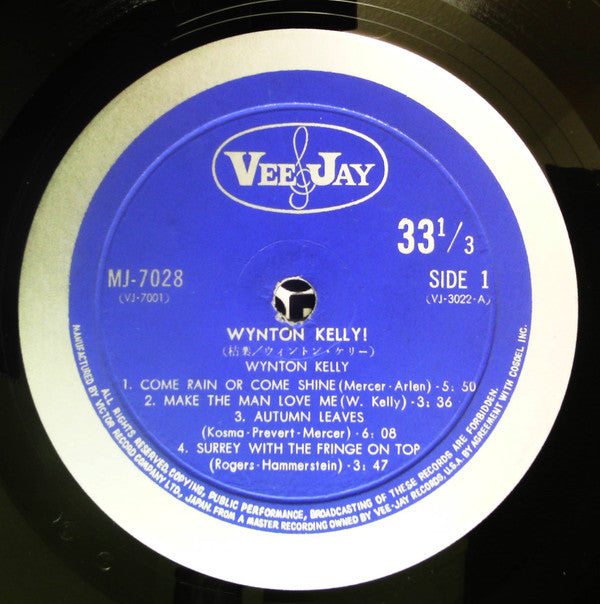 VEE JAY
33 1/3
MJ-7028
(VJ-7001)
SIDE 1
(VJ-3022-A)
WYNTON KELLY!
(枯葉/ウィントン・ケリー)
WYNTON KELLY
1. COME RAIN OR COME SHINE (Mercer-Arlen)-5:50
2. MAKE THE MAN LOVE ME (W. Kelly)-3:36
3. AUTUMN LEAVES
(Kosma-Prevert-Mercer)-6:08
4. SURREY WITH THE FRINGE ON TOP
(Rogers-Hammerstein)-3:47
ALL RIGHTS RESERVED. COPYING, PUBLIC PERFORMANCE, BROADCASTING OF THESE RECORDS ARE FORBIDDEN.
MANUFACTURED BY VICTOR RECORD COMPANY LTD., JAPAN. FROM A MASTER RECORDING OWNED BY VEE-JAY RECORDS, U.S.A. BY AGREEMENT WITH COSDEL INC.